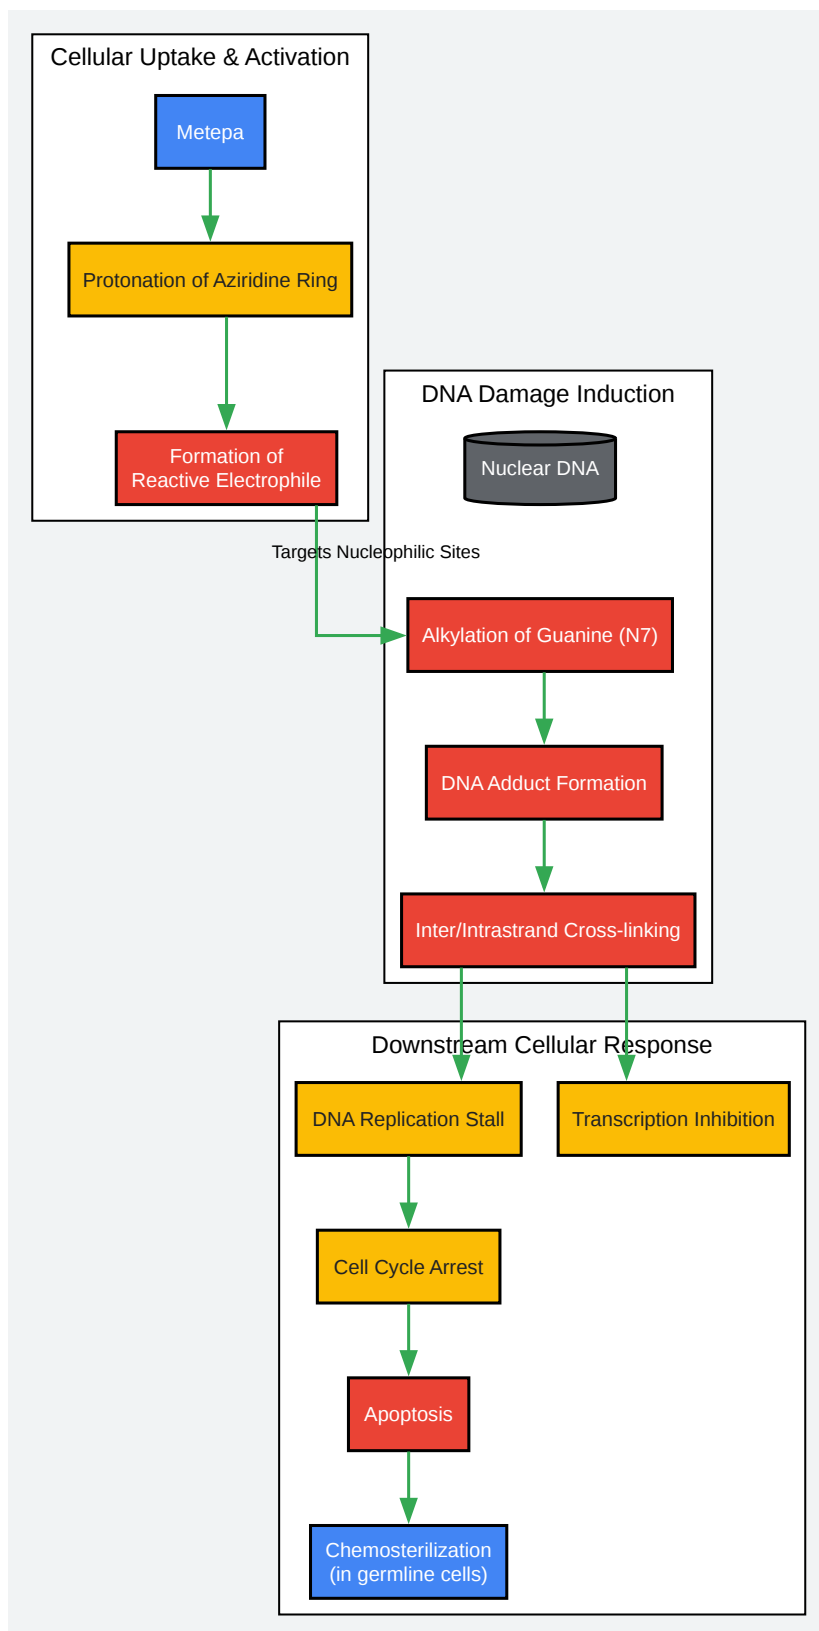 Cellular Uptake & Activation
Metepa
Protonation of Aziridine Ring
Formation of
Reactive Electrophile
DNA Damage Induction
Nuclear DNA
Targets Nucleophilic Sites
Alkylation of Guanine (N7)
DNA Adduct Formation
Inter/Intrastrand Cross-linking
Downstream Cellular Response
DNA Replication Stall
Transcription Inhibition
Cell Cycle Arrest
Apoptosis
Chemosterilization
(in germline cells)